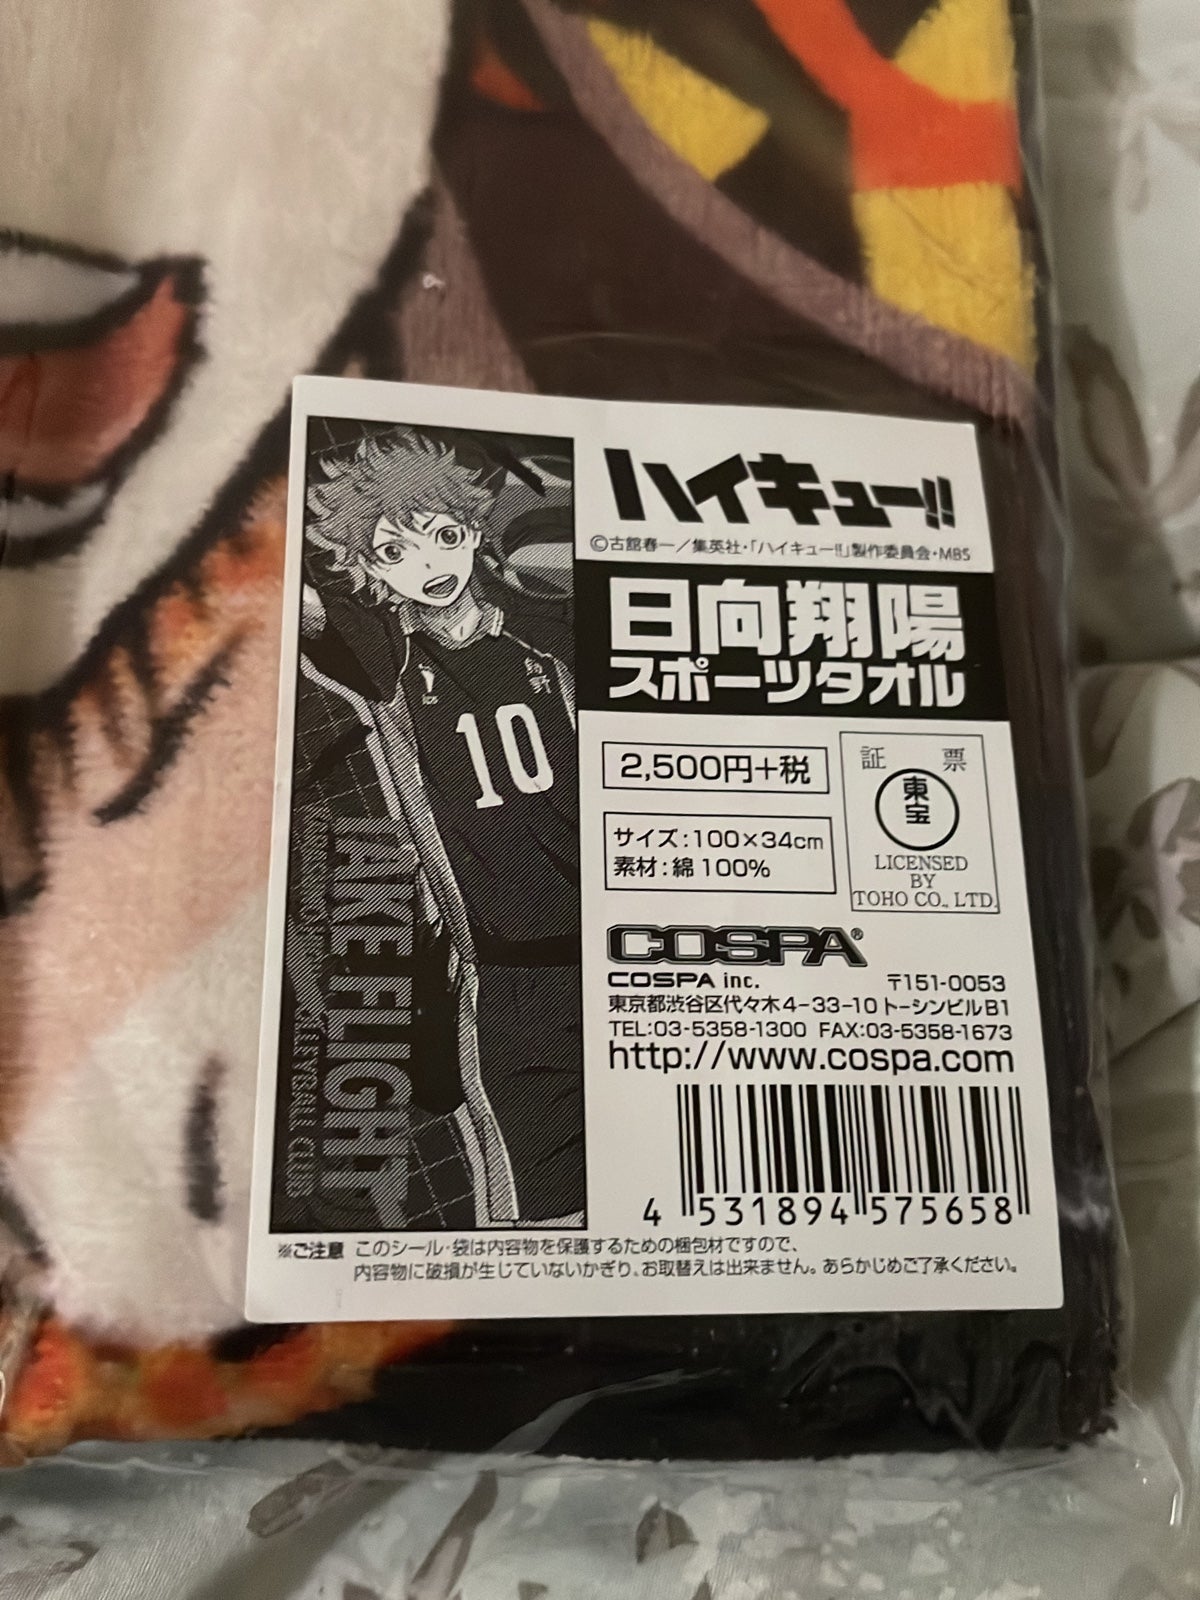 ハイキュー!!
©古舘春一／集英社・「ハイキュー!!」製作委員会・MBS
日向翔陽
スポーツタオル
2,500円+税
サイズ:100×34cm
素材:綿100%
証 票
東宝
LICENSED
BY
TOHO CO., LTD.
COSPA®
COSPA inc. 〒151-0053
東京都渋谷区代々木4-33-10トーシンビルB1
TEL:03-5358-1300 FAX:03-5358-1673
http://www.cospa.com
4 531894 575658
烏野
10
TAKE FLIGHT
VOLLEYBALL CLUB
※ご注意 このシール・袋は内容物を保護するための梱包材ですので、
内容物に破損が生じていないかぎり、お取替えは出来ません。あらかじめご了承ください。